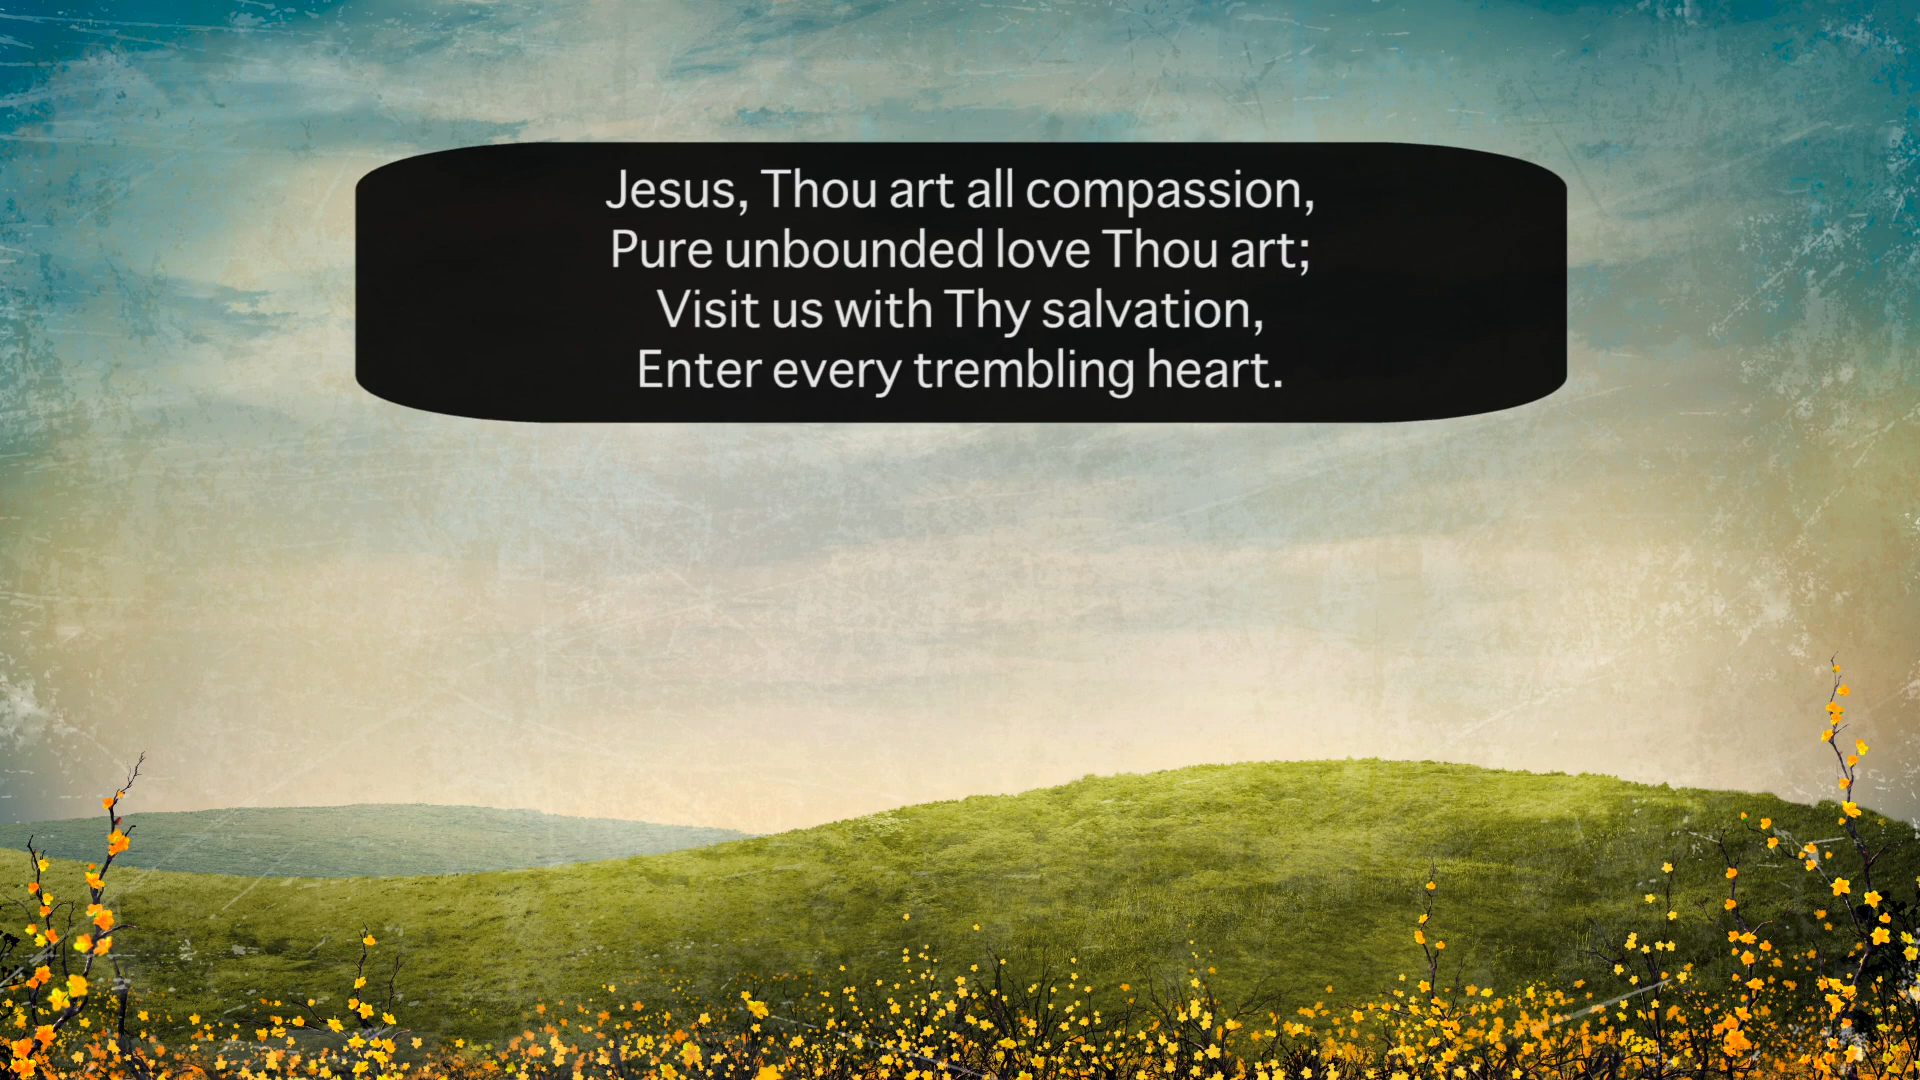 Jesus, Thou art all compassion,
Pure unbounded love Thou art;
Visit us with Thy salvation,
Enter every trembling heart.